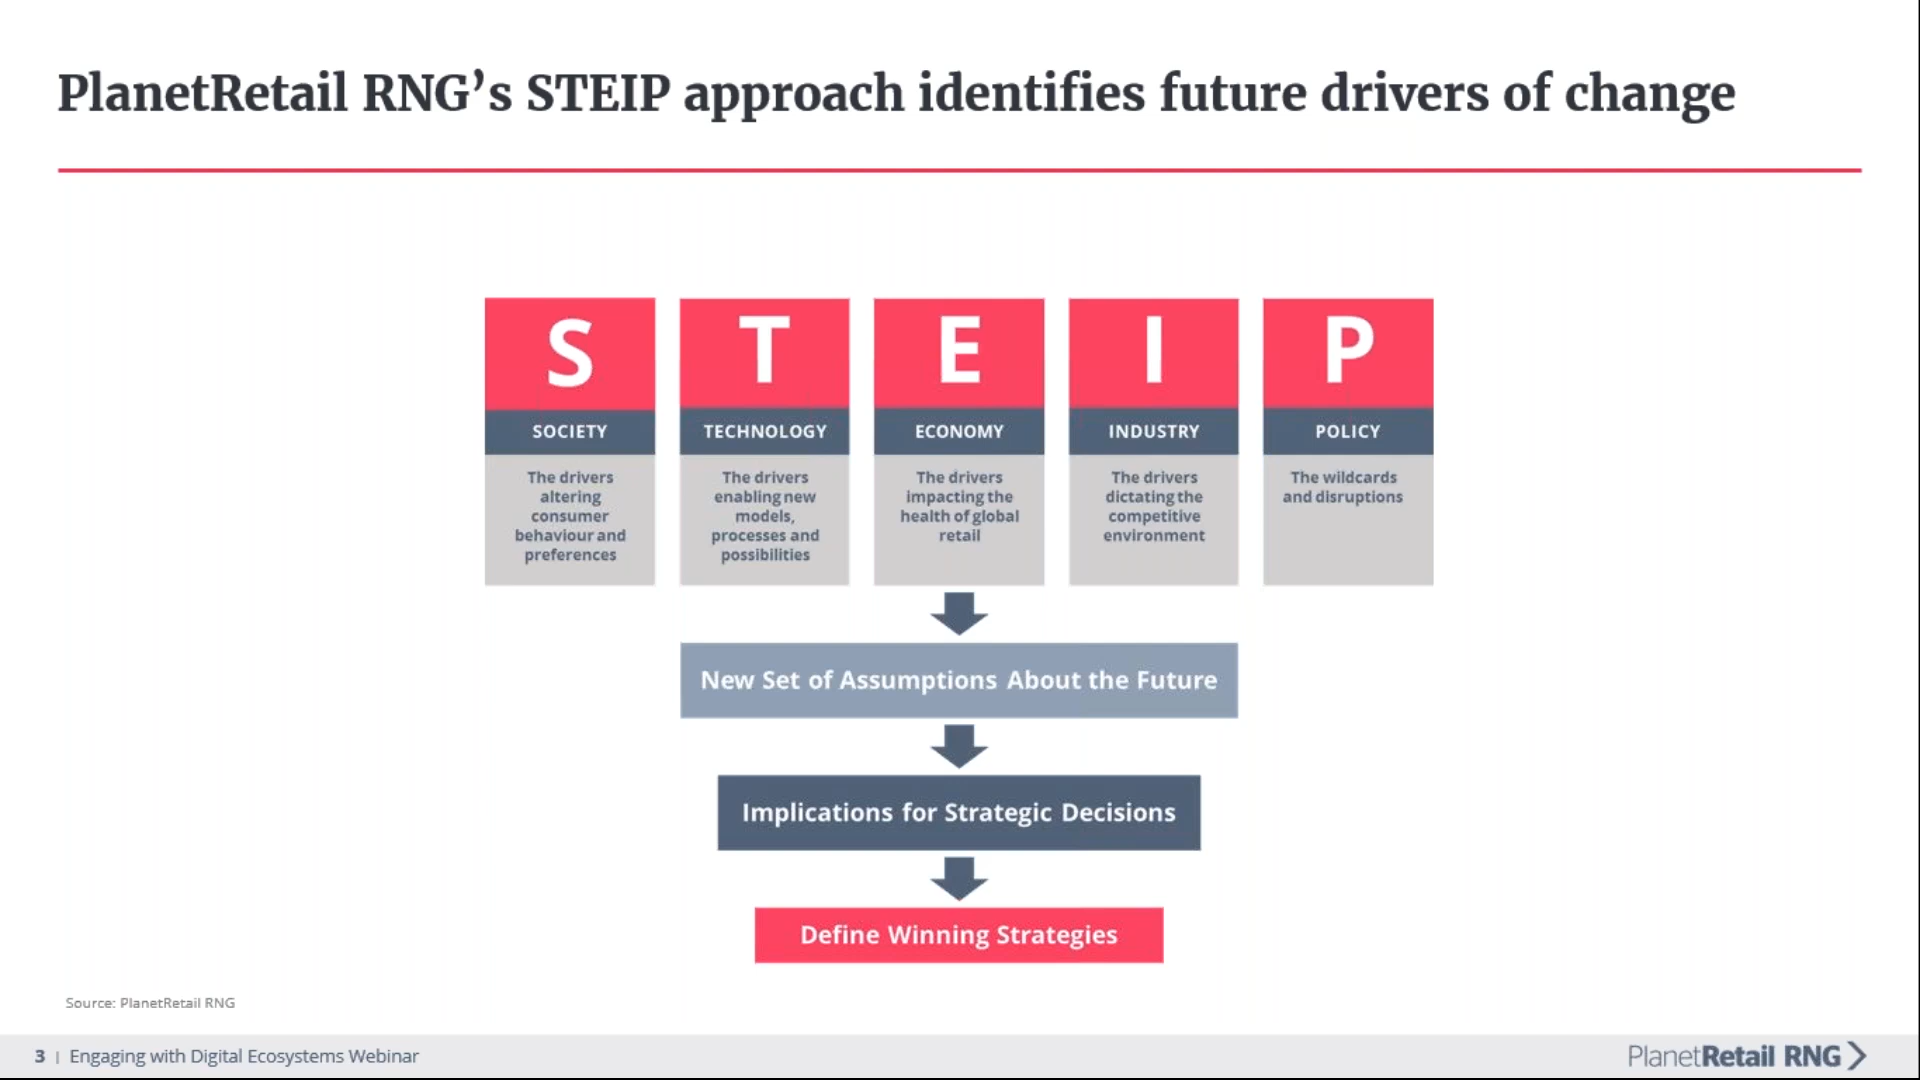 PlanetRetail RNG’s STEIP approach identifies future drivers of change
S
SOCIETY
The drivers
altering
consumer
behaviour and
preferences
T
TECHNOLOGY
The drivers
enabling new
models,
processes and
possibilities
E
ECONOMY
The drivers
impacting the
health of global
retail
I
INDUSTRY
The drivers
dictating the
competitive
environment
P
POLICY
The wildcards
and disruptions
New Set of Assumptions About the Future
Implications for Strategic Decisions
Define Winning Strategies
Source: PlanetRetail RNG
3 | Engaging with Digital Ecosystems Webinar
PlanetRetail RNG